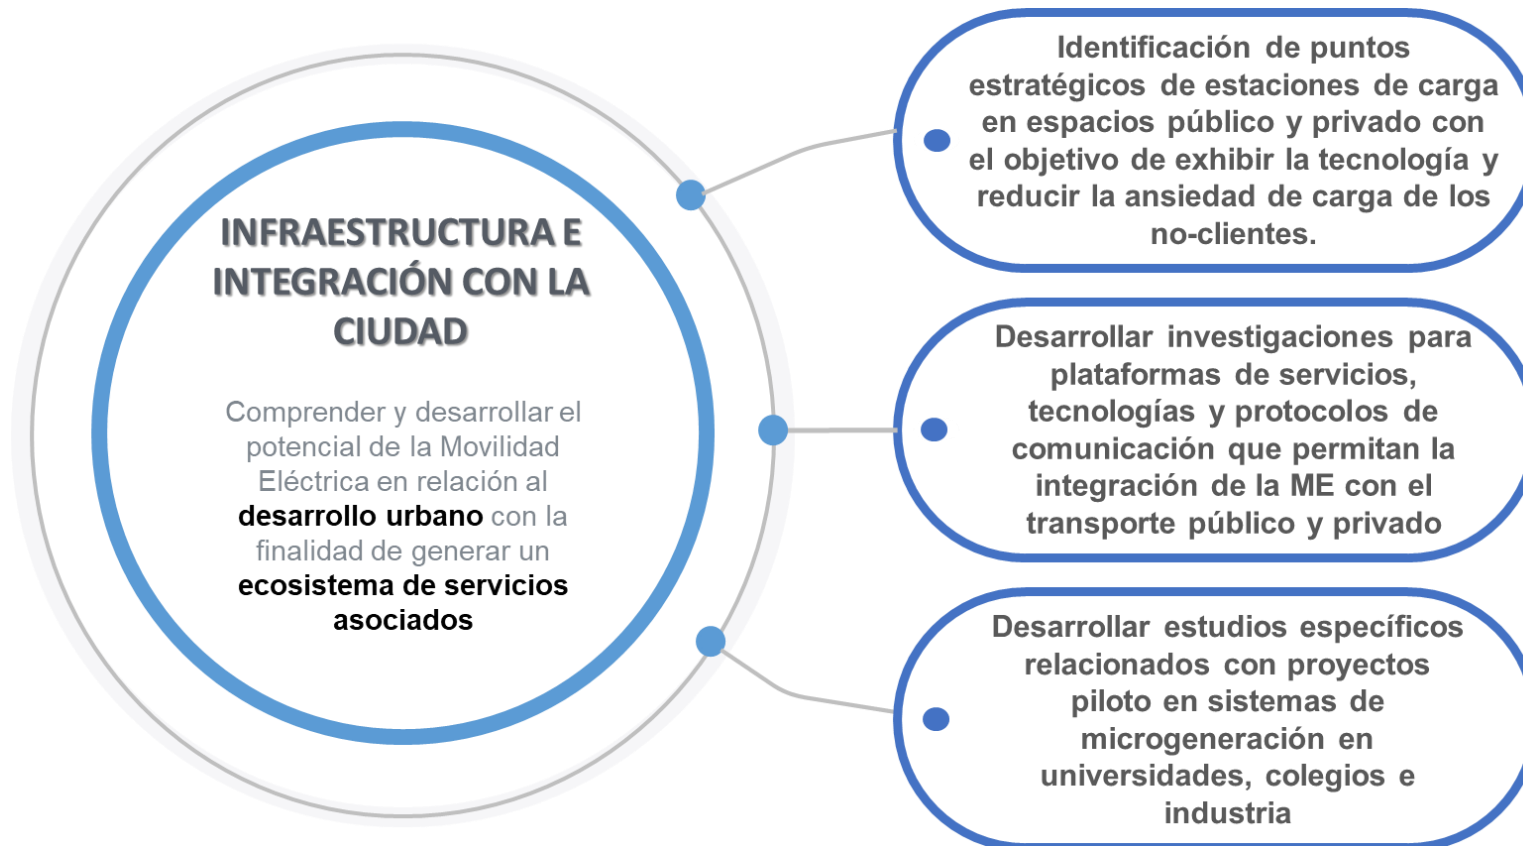 INFRAESTRUCTURA E
INTEGRACIÓN CON LA
CIUDAD
Comprender y desarrollar el
potencial de la Movilidad
Eléctrica en relación al
desarrollo urbano con la
finalidad de generar un
ecosistema de servicios
asociados
Identificación de puntos
estratégicos de estaciones de carga
en espacios público y privado con
el objetivo de exhibir la tecnología y
reducir la ansiedad de carga de los
no-clientes.
Desarrollar investigaciones para
plataformas de servicios,
tecnologías y protocolos de
comunicación que permitan la
integración de la ME con el
transporte público y privado
Desarrollar estudios específicos
relacionados con proyectos
piloto en sistemas de
microgeneración en
universidades, colegios e
industria